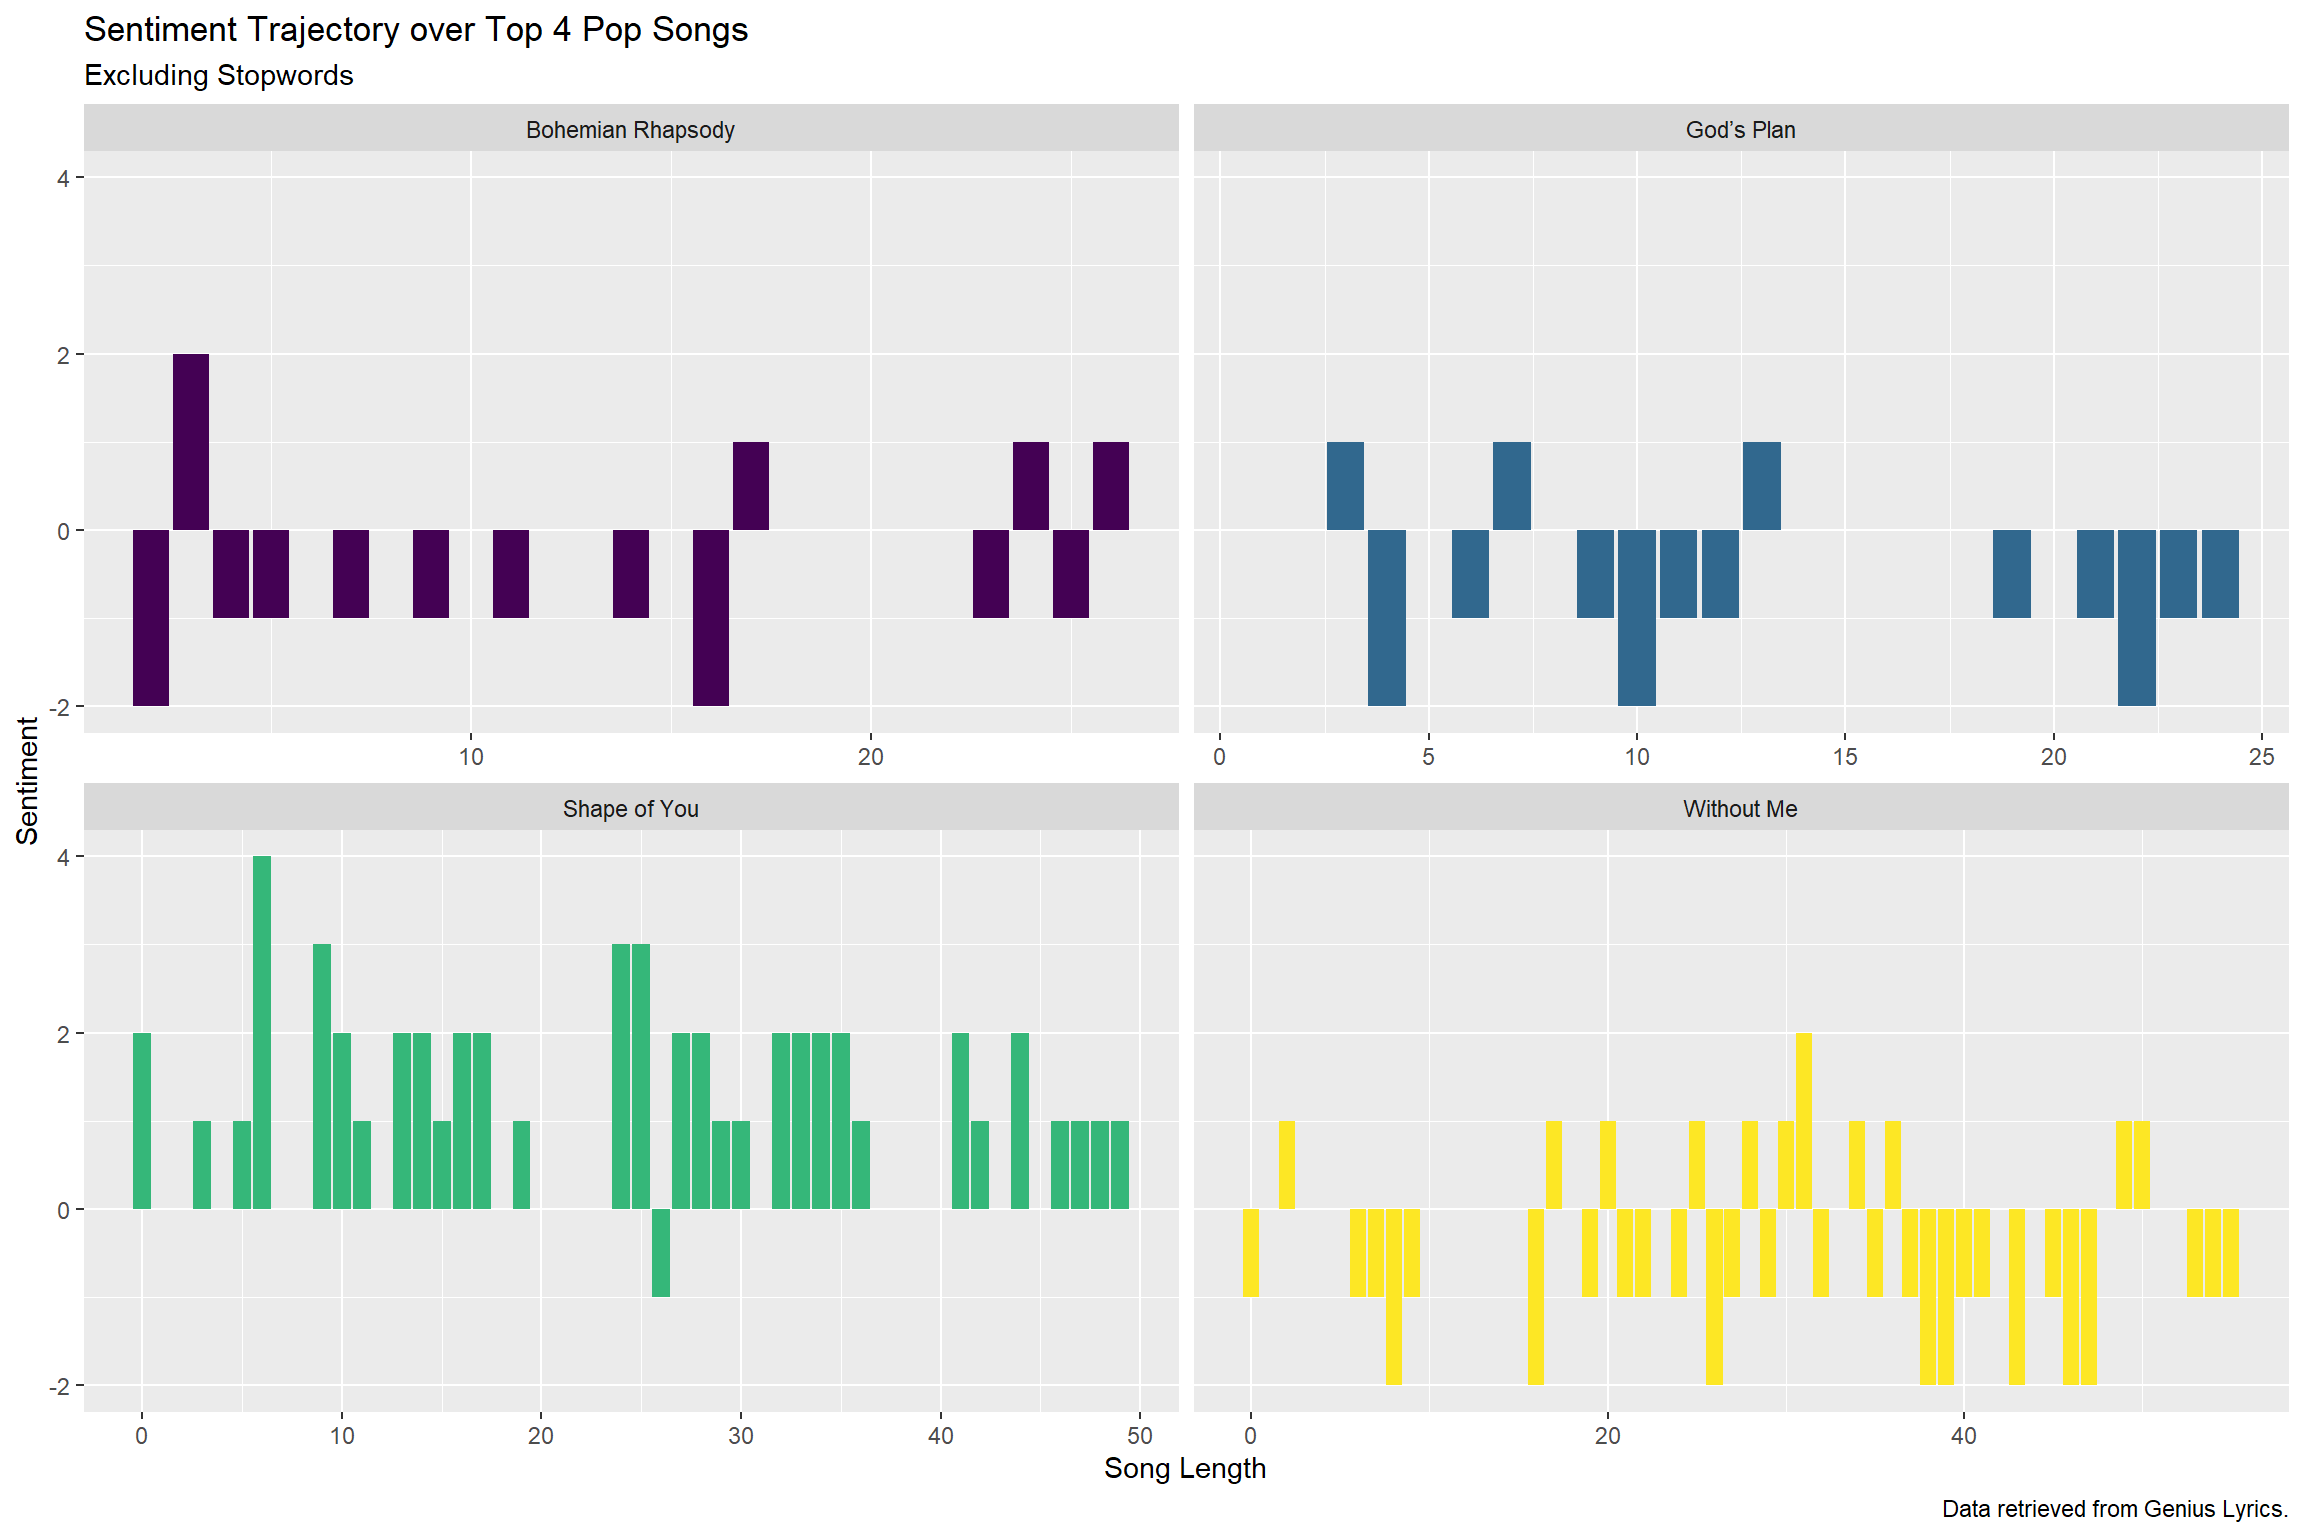 Sentiment Trajectory over Top 4 Pop Songs
Excluding Stopwords
Bohemian Rhapsody
God’s Plan
4
2
0
-2
10 20
0 5 10 15 20 25
Sentiment
Shape of You
Without Me
4
2
0
-2
0 10 20 30 40 50
0 20 40
Song Length
Data retrieved from Genius Lyrics.